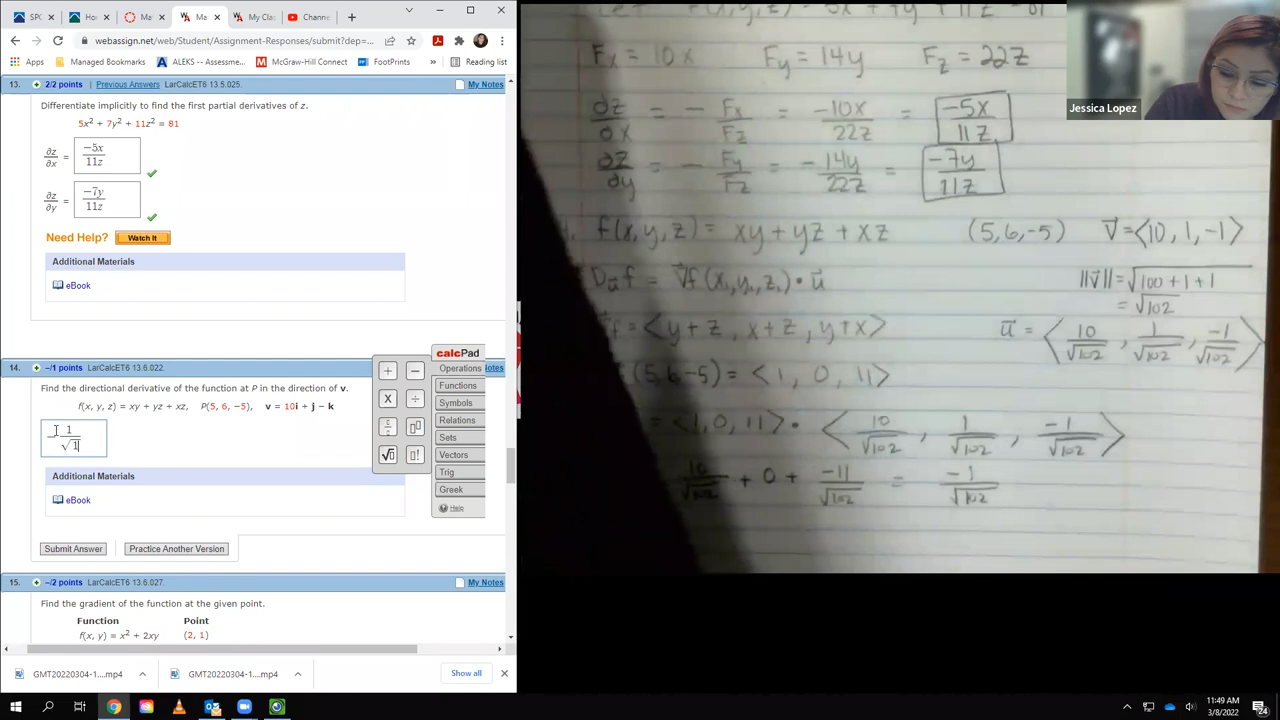 webassign.net/web/Student/Assignment-Responses/submit?dep=...
Apps
Managed Bookmarks
ALEKS
McGraw-Hill Connect
FootPrints
Reading list
13. 2/2 points Previous Answers LarCalcET6 13.5.025. My Notes
Differentiate implicitly to find the first partial derivatives of z.
5x² + 7y² + 11z² = 81
∂z/∂x = −5x/11z
∂z/∂y = −7y/11z
Need Help? Watch It
Additional Materials
eBook
14. −/1 points LarCalcET6 13.6.022.
Find the directional derivative of the function at P in the direction of v.
f(x, y, z) = xy + yz + xz, P(5, 6, −5), v = 10i + j − k
−1/√1
Additional Materials
eBook
Submit Answer Practice Another Version
calcPad
Operations
Functions
Symbols
Relations
Sets
Vectors
Trig
Greek
Help
15. −/2 points LarCalcET6 13.6.027. My Notes
Find the gradient of the function at the given point.
Function Point
f(x, y) = x² + 2xy (2, 1)
GMT20220304-1....mp4
GMT20220304-1....mp4
Show all
11:49 AM
3/8/2022
24
Jessica Lopez
Fx = 10x Fy = 14y Fz = 22z
∂z/∂x = − Fx/Fz = −10x/22z = −5x/11z
∂z/∂y = − Fy/Fz = −14y/22z = −7y/11z
f(x,y,z) = xy + yz + xz (5,6,-5) v⃗ = <10, 1, -1>
Du⃗f = ∇f(x₁,y₁,z₁)·u⃗ ||v⃗|| = √100+1+1
= √102
f = <y+z, x+z, y+x> u⃗ = <10/√102, 1/√102, -1/√102>
(5,6,-5) = <1, 0, 11>
= <1,0,11> · <10/√102, 1/√102, -1/√102>
10/√102 + 0 + -11/√102 = -1/√102